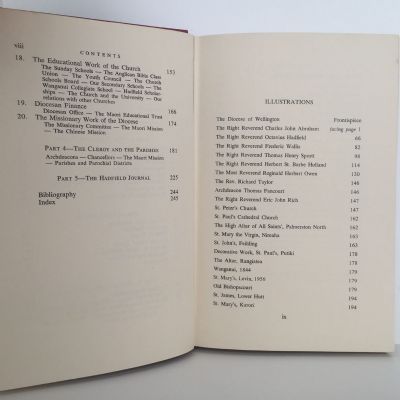 viii
CONTENTS
18. The Educational Work of the Church 153
The Sunday Schools — The Anglican Bible Class
Union — The Youth Council — The Church
Schools Board — Our Secondary Schools — The
Wanganui Collegiate School — Hadfield Scholar-
ships — The Church and the University — Our
relations with other Churches
19. Diocesan Finance 166
Diocesan Office — The Maori Educational Trust
20. The Missionary Work of the Diocese 174
The Missionary Committee — The Maori Mission
— The Chinese Mission
PART 4—THE CLERGY AND THE PARISHES 181
Archdeacons — Chancellors — The Maori Mission
— Parishes and Parochial Districts
PART 5—THE HADFIELD JOURNAL 225
Bibliography 244
Index 245
ILLUSTRATIONS
The Diocese of Wellington Frontispiece
The Right Reverend Charles John Abraham facing page 1
The Right Reverend Octavius Hadfield 66
The Right Reverend Frederic Wallis 82
The Right Reverend Thomas Henry Sprott 98
The Right Reverend Herbert St. Barbe Holland
The Most Reverend Reginald Herbert Owen
The Rev. Richard Taylor
Archdeacon Thomas Fancourt
The Right Reverend Eric John Rich
St. Peter's Church
St. Paul's Cathedral Church
The High Altar of All Saints', Palmerston North 162
St. Mary the Virgin, Nireaha 162
St. John's, Feilding
Decorative Work, St. Paul's, Putiki 178
The Altar, Rangiatea 178
Wanganui, 1844 179
St. Mary's, Levin, 1956 179
Old Bishopscourt 179
St. James, Lower Hutt 194
St. Mary's, Karori 194
ix